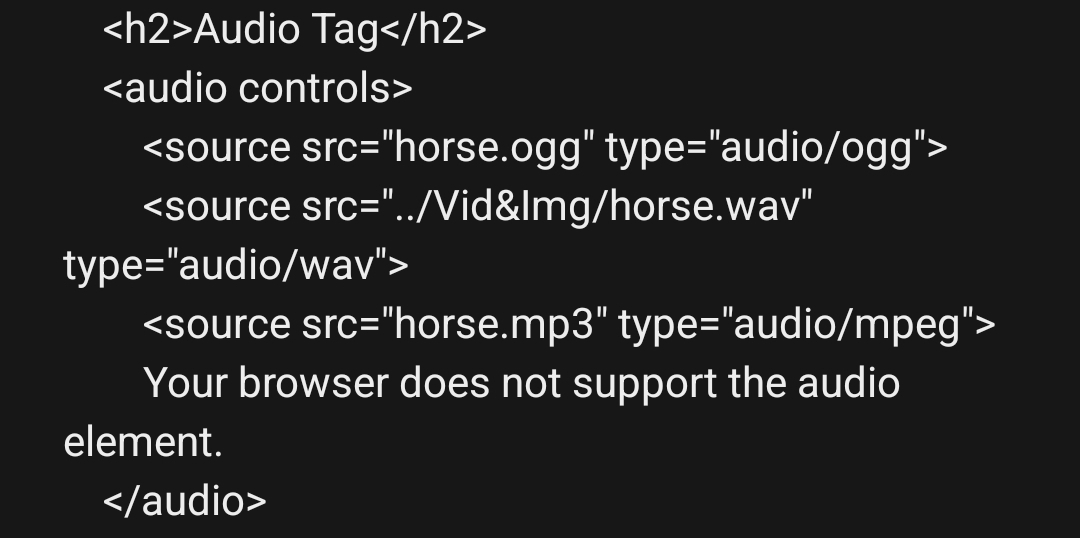 <h2>Audio Tag</h2>
<audio controls>
<source src="horse.ogg" type="audio/ogg">
<source src="../Vid&Img/horse.wav"
type="audio/wav">
<source src="horse.mp3" type="audio/mpeg">
Your browser does not support the audio
element.
</audio>